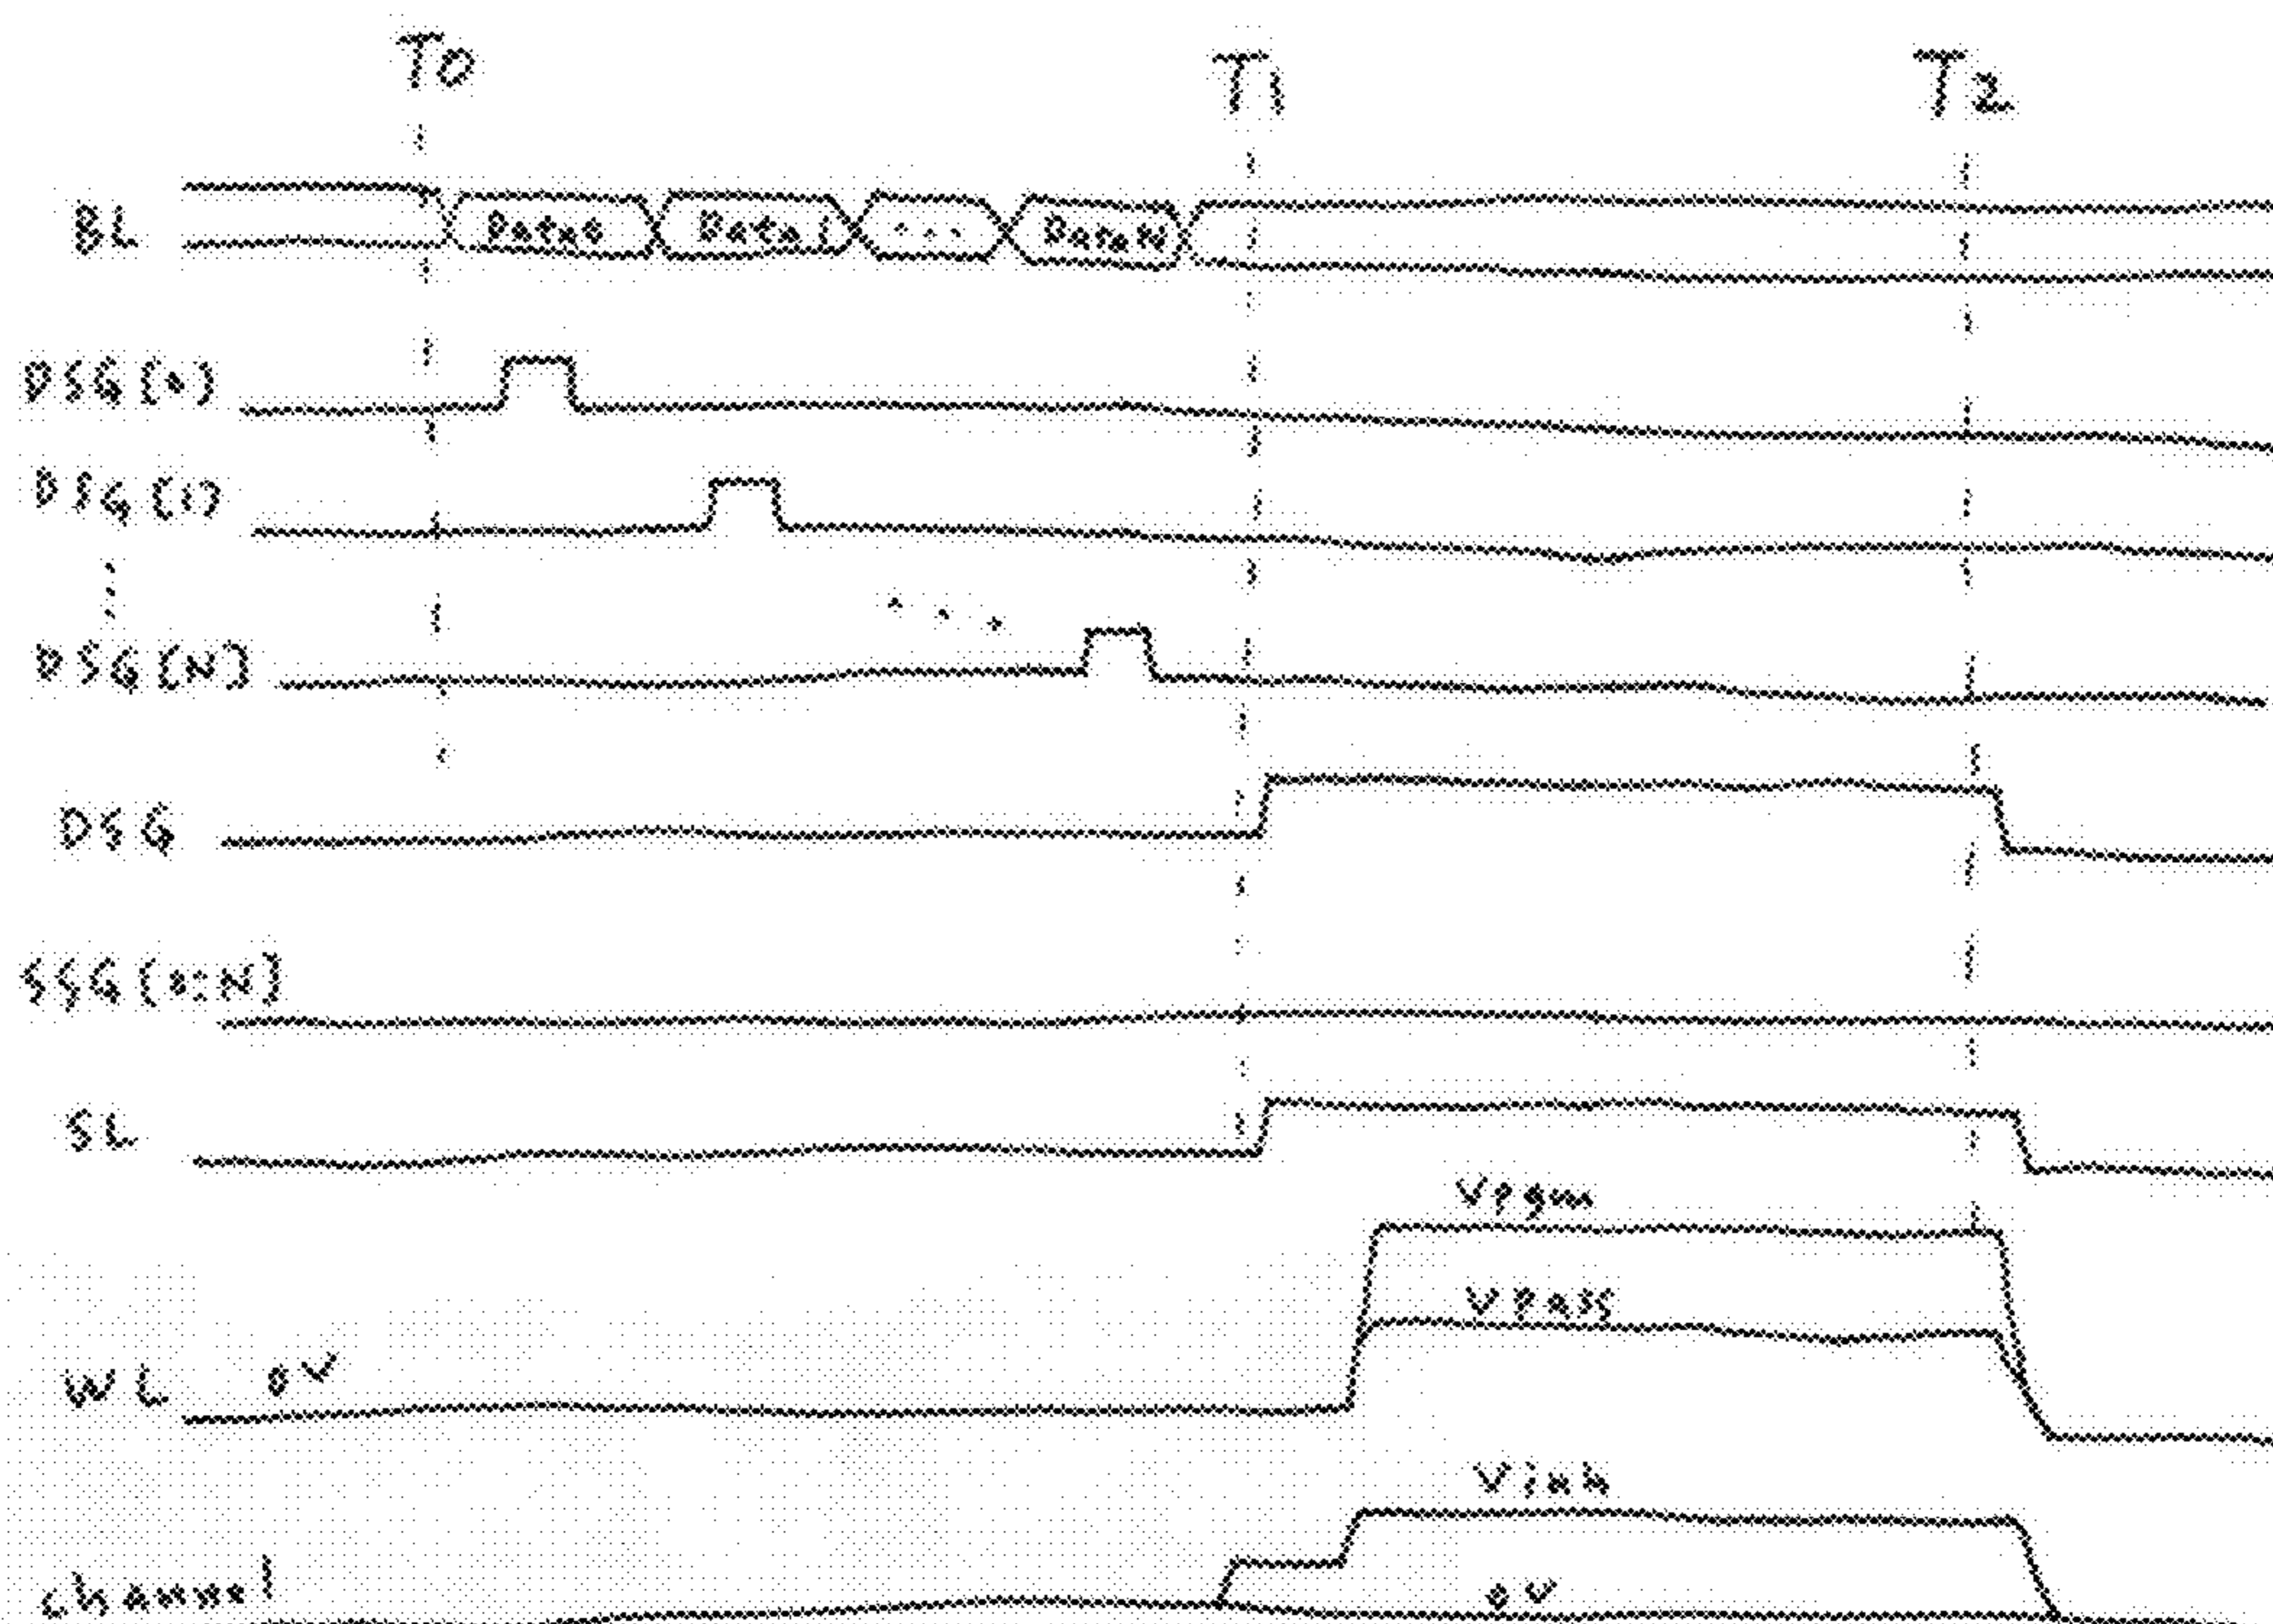 T0 T1 T2
BL Data0 Data1 ... DataN
DSG[0]
DSG[1]
DSG[N]
DSG
SSG[0:N]
SL
Vpgm
Vpass
WL 0V
Vinh
channel 0V